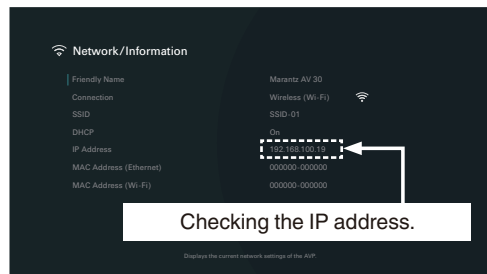 Network/Information
Friendly Name Marantz AV 30
Connection Wireless (Wi-Fi)
SSID SSID-01
DHCP On
IP Address 192.168.100.19
MAC Address (Ethernet) 000000-000000
MAC Address (Wi-Fi) 000000-000000
Checking the IP address.
Displays the current network settings of the AVP.